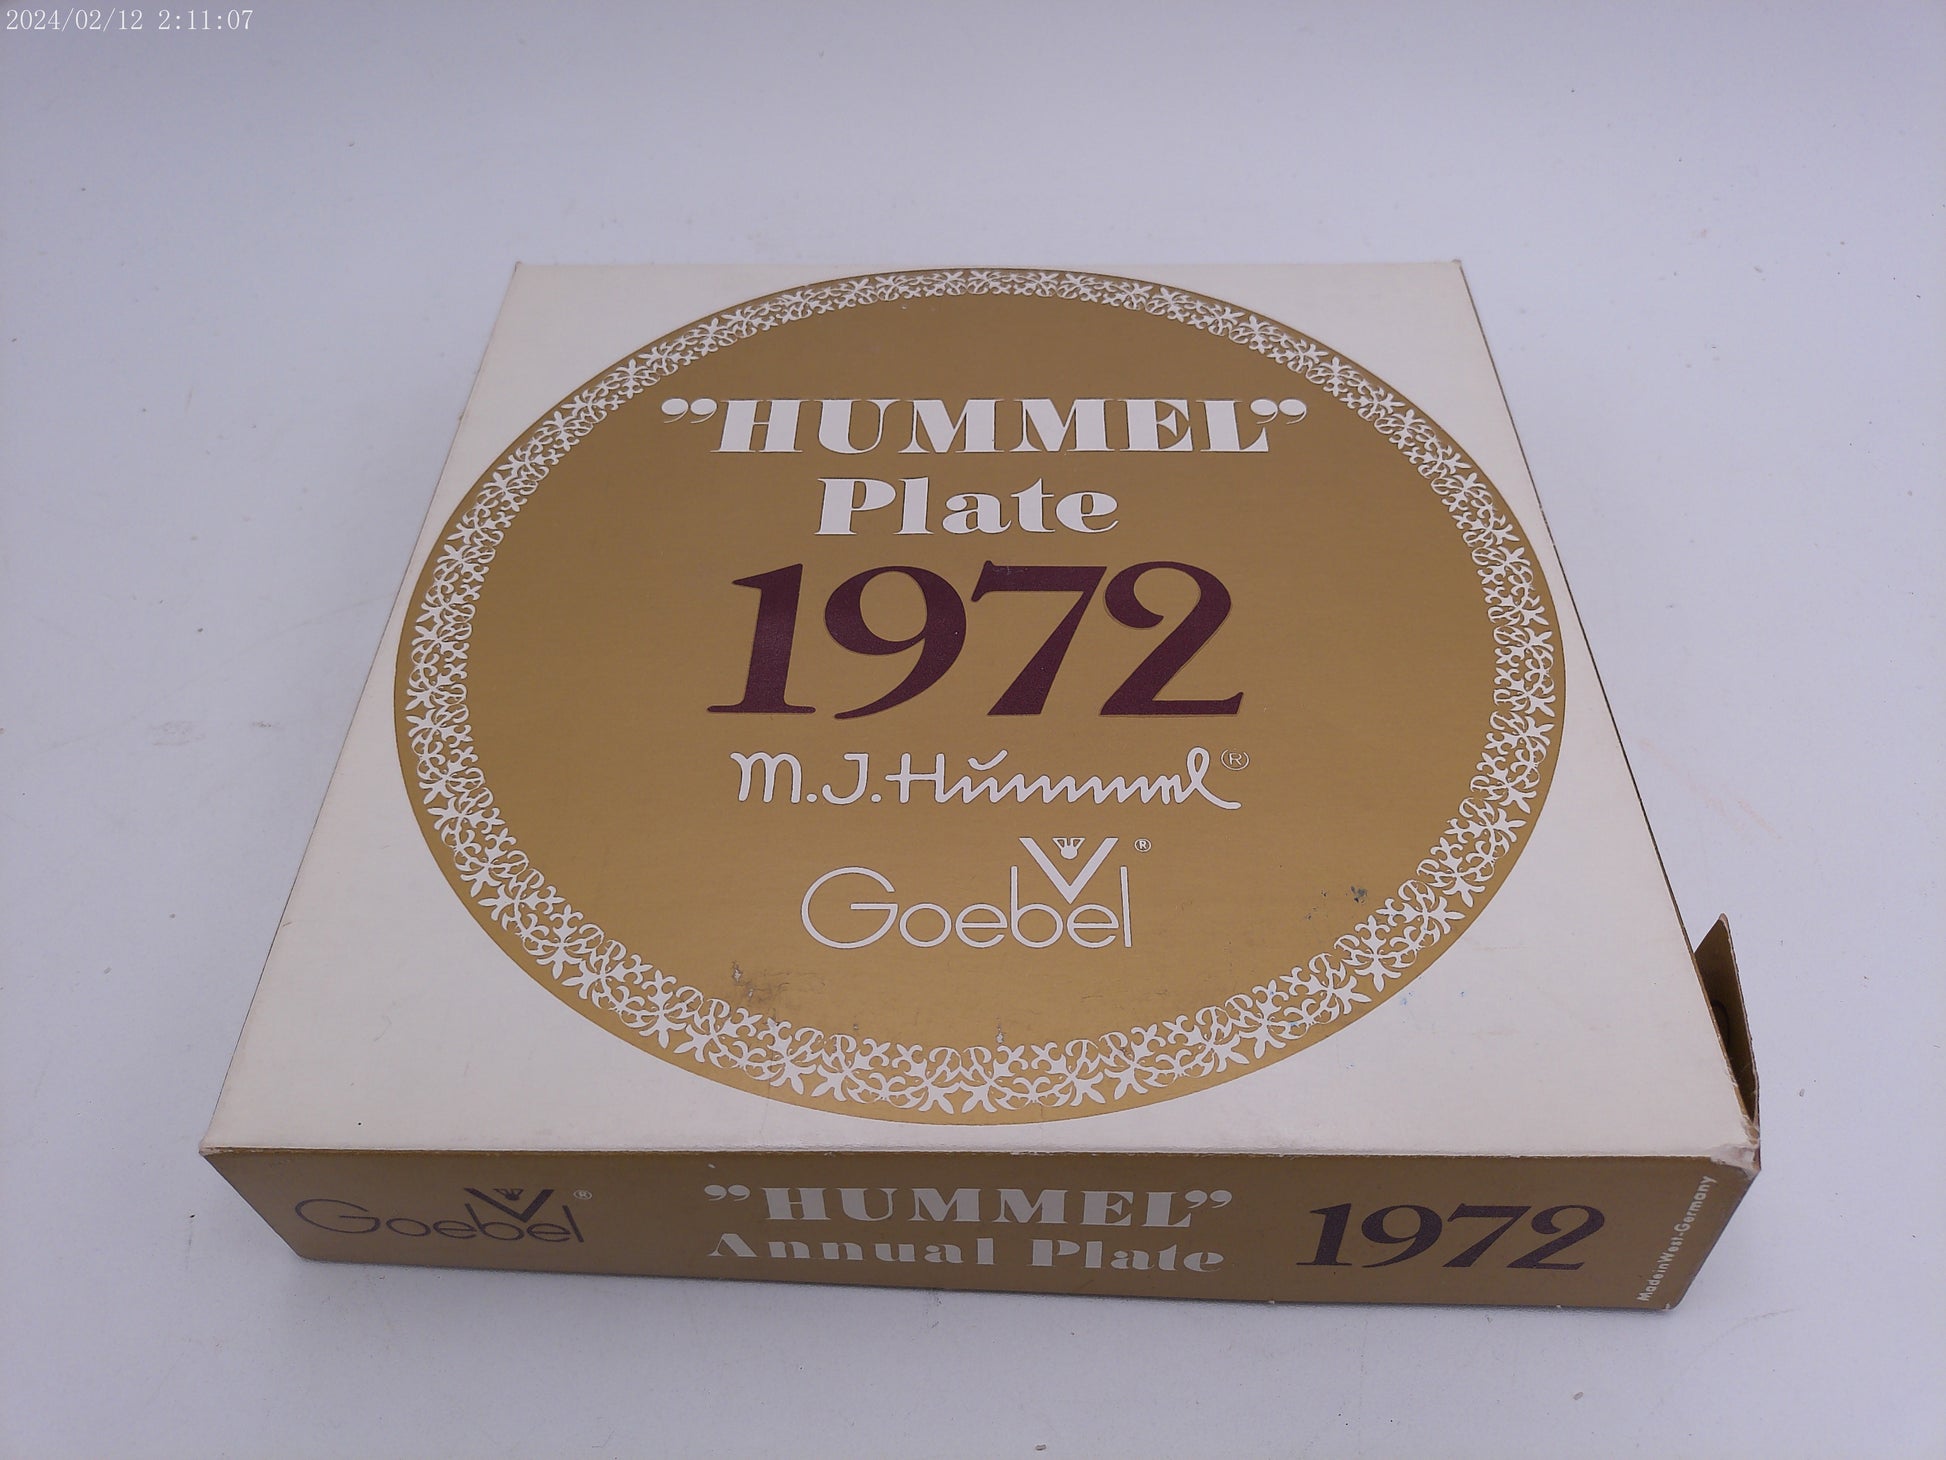 2024/02/12 2:11:07
”HUMMEL”
Plate
1972
M.J. Hummel®
Goebel®
Goebel®
”HUMMEL”
Annual Plate
1972
Made in West-Germany